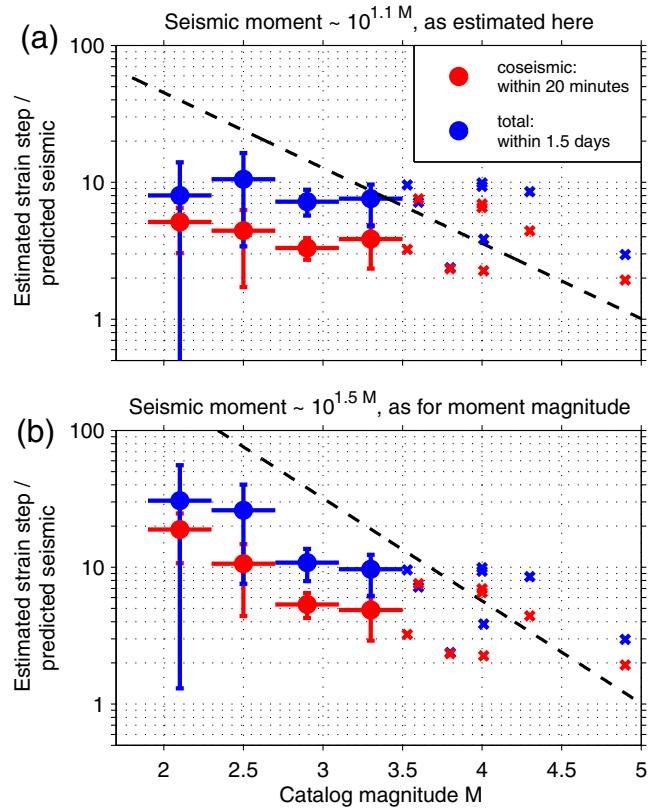 (a)
Seismic moment ~ 10^1.1 M, as estimated here
100
10
1
Estimated strain step /
predicted seismic
coseismic:
within 20 minutes
total:
within 1.5 days
(b)
Seismic moment ~ 10^1.5 M, as for moment magnitude
100
10
1
Estimated strain step /
predicted seismic
2 2.5 3 3.5 4 4.5 5
Catalog magnitude M